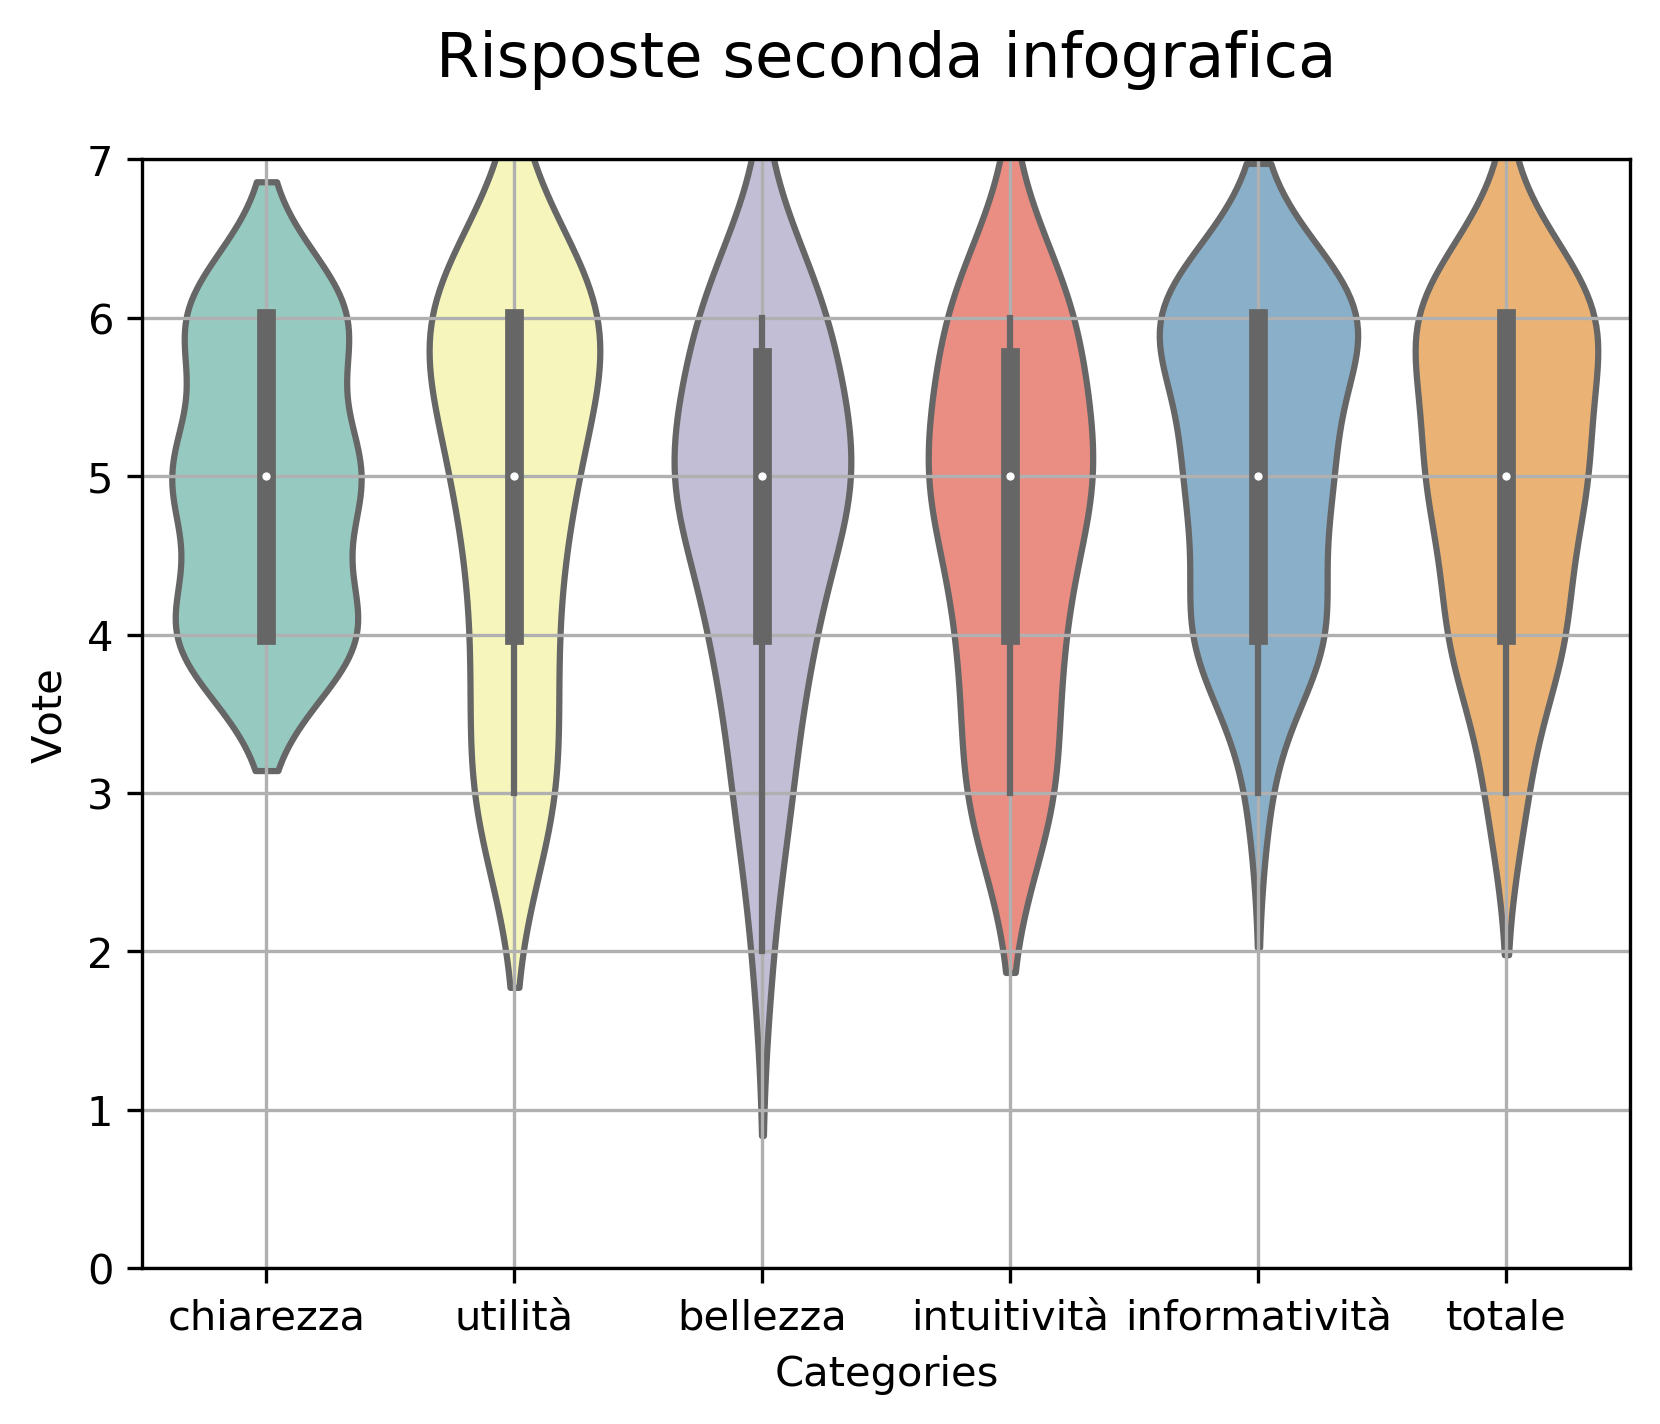 Risposte seconda infografica
7
6
5
4
3
2
1
0
Vote
chiarezza utilità bellezza intuitività informatività totale
Categories